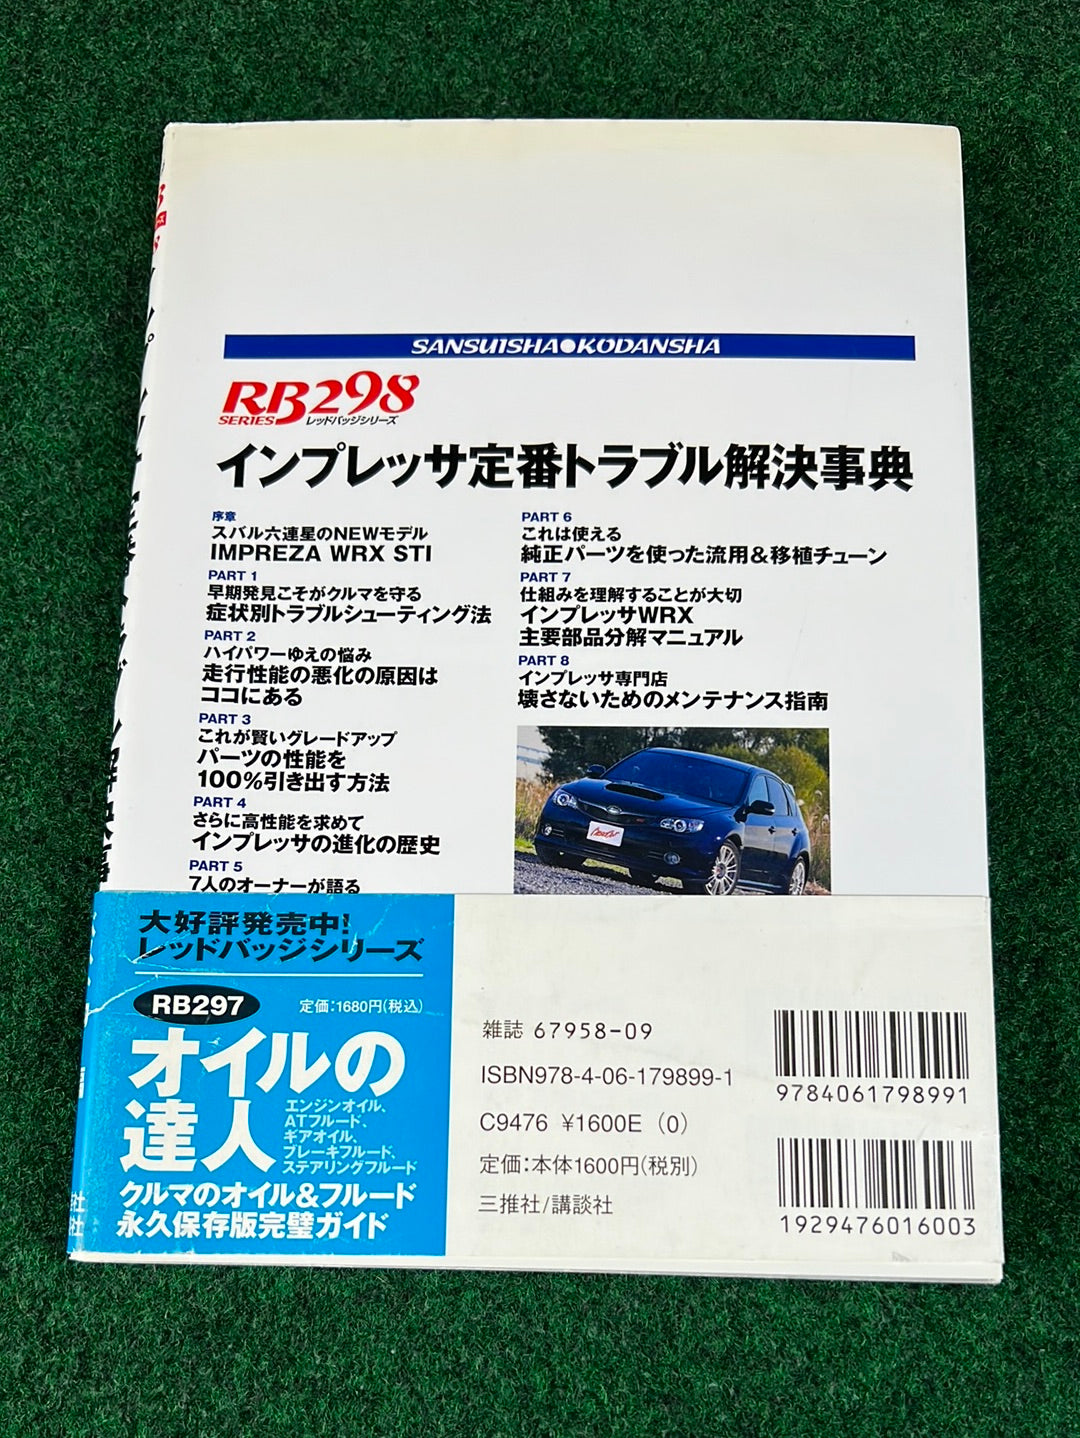 SANSUISHA●KODANSHA
RB298
SERIES レッドバッジシリーズ
インプレッサ定番トラブル解決事典
序章
スバル六連星のNEWモデル
IMPREZA WRX STI
PART 1
早期発見こそがクルマを守る
症状別トラブルシューティング法
PART 2
ハイパワーゆえの悩み
走行性能の悪化の原因は
ココにある
PART 3
これが賢いグレードアップ
パーツの性能を
100%引き出す方法
PART 4
さらに高性能を求めて
インプレッサの進化の歴史
PART 5
7人のオーナーが語る
PART 6
これは使える
純正パーツを使った流用&移植チューン
PART 7
仕組みを理解することが大切
インプレッサWRX
主要部品分解マニュアル
PART 8
インプレッサ専門店
壊さないためのメンテナンス指南
大好評発売中!
レッドバッジシリーズ
RB297
定価:1680円(税込)
オイルの
達人
エンジンオイル、
ATフルード、
ギアオイル、
ブレーキフルード、
ステアリングフルード
クルマのオイル&フルード
永久保存版完璧ガイド
雑誌 67958-09
ISBN978-4-06-179899-1
C9476 ¥1600E (0)
定価:本体1600円(税別)
三推社/講談社
9784061798991
1929476016003